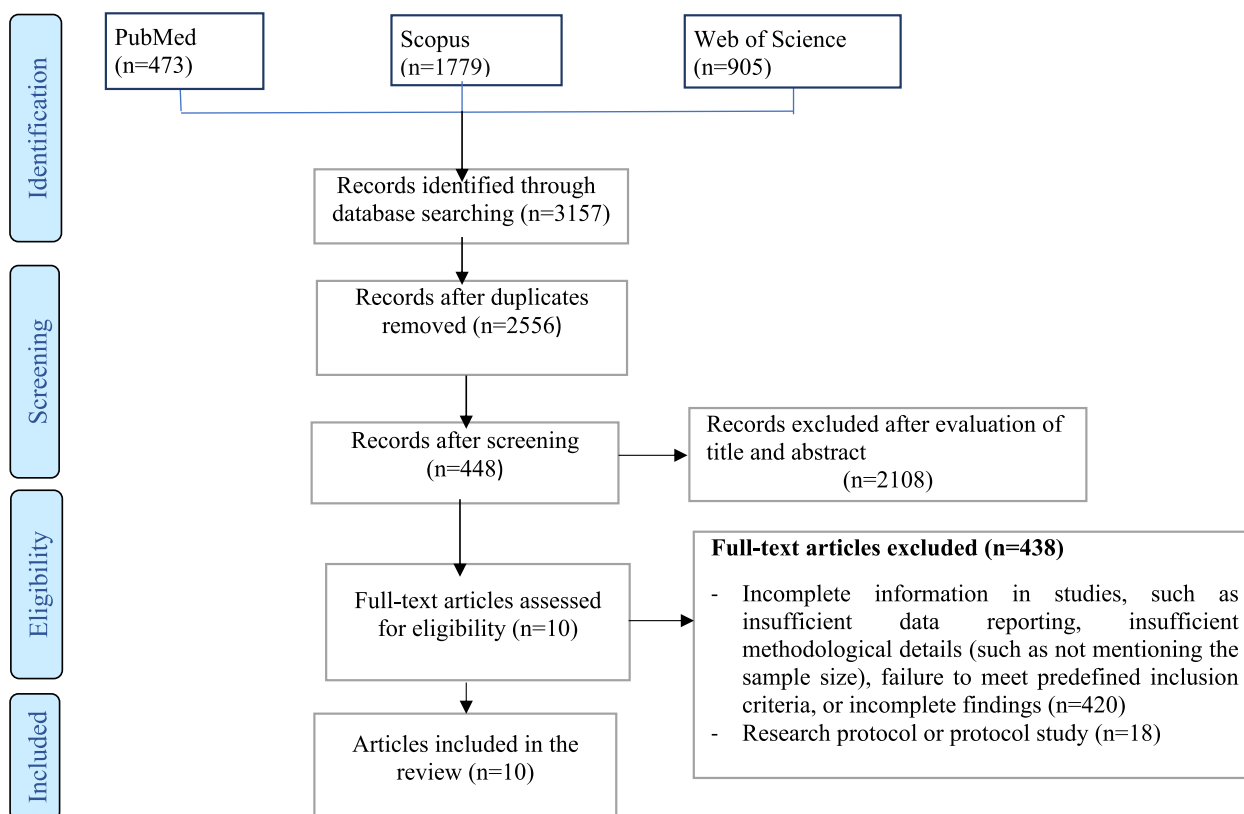 Identification
PubMed
(n=473)
Scopus
(n=1779)
Web of Science
(n=905)
Records identified through
database searching (n=3157)
Screening
Records after duplicates
removed (n=2556)
Records after screening
(n=448)
Records excluded after evaluation of
title and abstract
(n=2108)
Eligibility
Full-text articles assessed
for eligibility (n=10)
Full-text articles excluded (n=438)
- Incomplete information in studies, such as
insufficient data reporting, insufficient
methodological details (such as not mentioning the
sample size), failure to meet predefined inclusion
criteria, or incomplete findings (n=420)
- Research protocol or protocol study (n=18)
Included
Articles included in the
review (n=10)